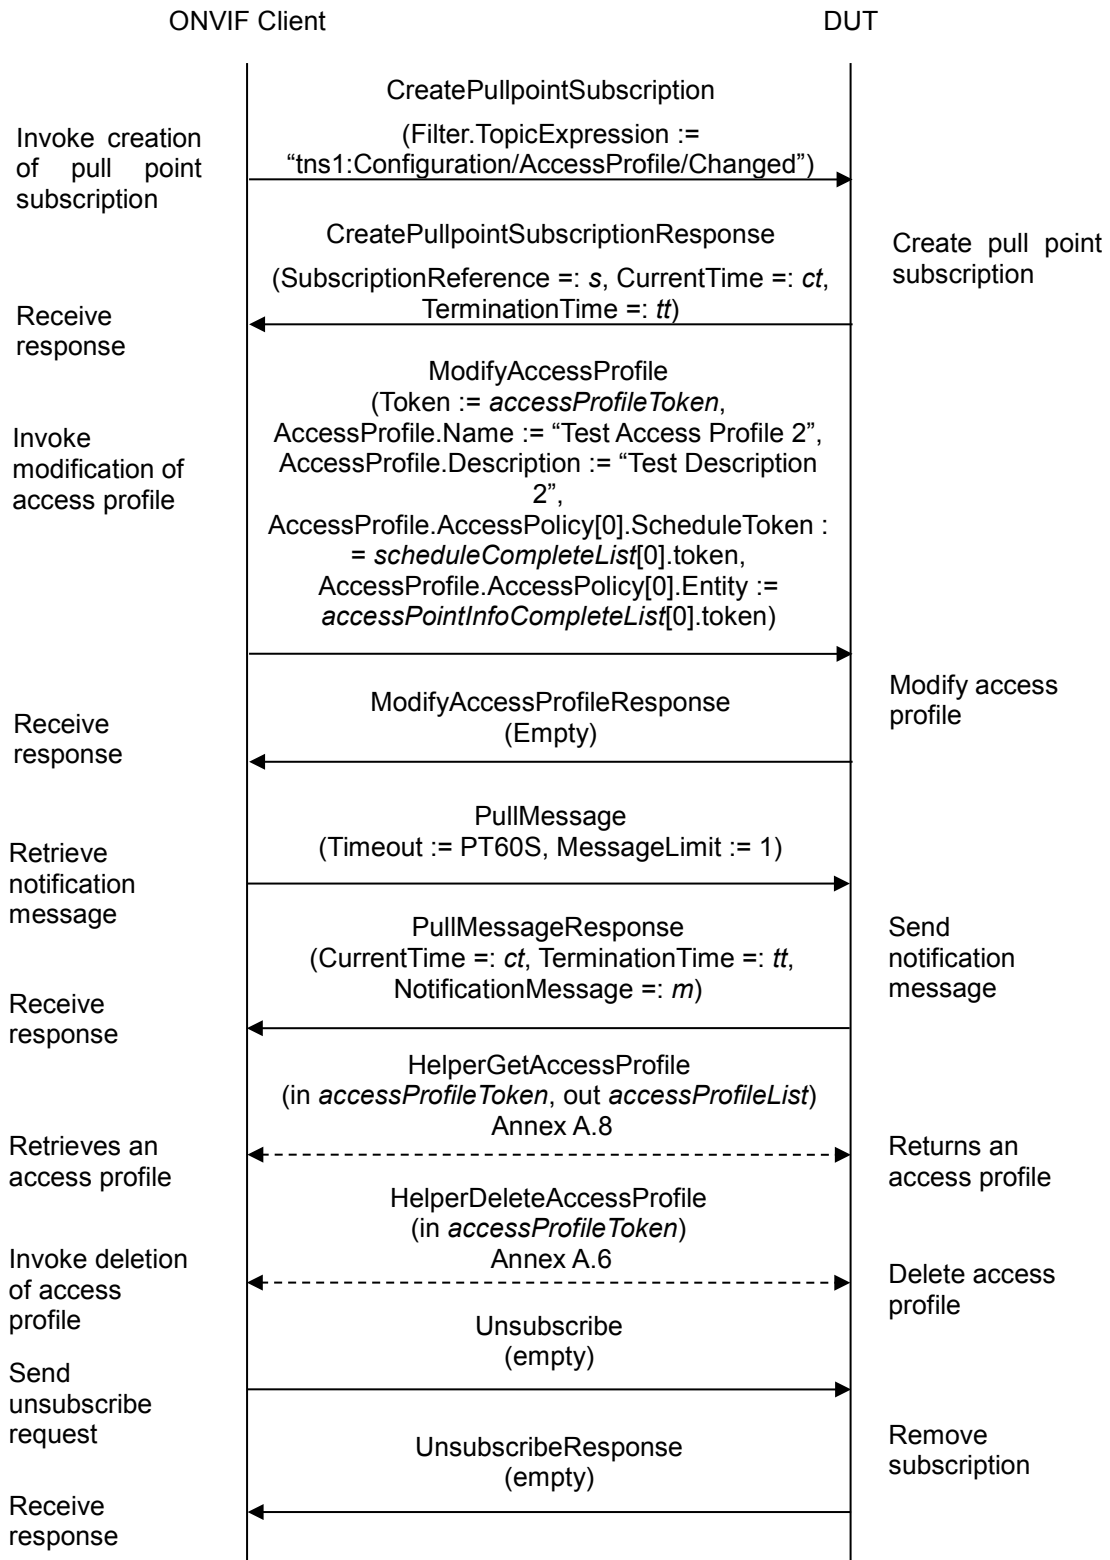 ONVIF Client
DUT
CreatePullpointSubscription
(Filter.TopicExpression :=
“tns1:Configuration/AccessProfile/Changed”)
Invoke creation
of pull point
subscription
CreatePullpointSubscriptionResponse
(SubscriptionReference =: s, CurrentTime =: ct,
TerminationTime =: tt)
Create pull point
subscription
Receive
response
ModifyAccessProfile
(Token := accessProfileToken,
AccessProfile.Name := “Test Access Profile 2”,
AccessProfile.Description := “Test Description
2”,
AccessProfile.AccessPolicy[0].ScheduleToken :
= scheduleCompleteList[0].token,
AccessProfile.AccessPolicy[0].Entity :=
accessPointInfoCompleteList[0].token)
Invoke
modification of
access profile
ModifyAccessProfileResponse
(Empty)
Modify access
profile
Receive
response
PullMessage
(Timeout := PT60S, MessageLimit := 1)
Retrieve
notification
message
PullMessageResponse
(CurrentTime =: ct, TerminationTime =: tt,
NotificationMessage =: m)
Send
notification
message
Receive
response
HelperGetAccessProfile
(in accessProfileToken, out accessProfileList)
Annex A.8
Retrieves an
access profile
Returns an
access profile
HelperDeleteAccessProfile
(in accessProfileToken)
Annex A.6
Invoke deletion
of access
profile
Delete access
profile
Unsubscribe
(empty)
Send
unsubscribe
request
UnsubscribeResponse
(empty)
Remove
subscription
Receive
response